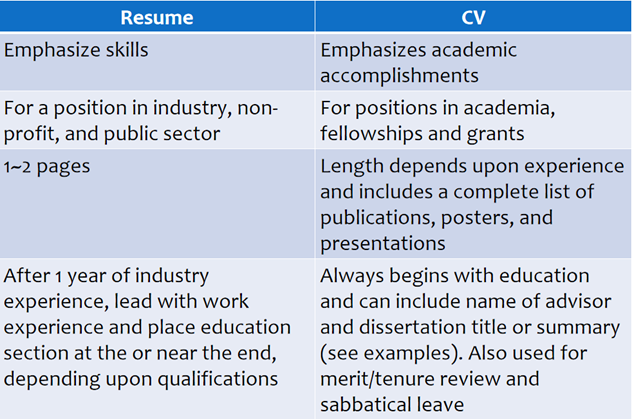 Resume
CV
Emphasize skills
Emphasizes academic
accomplishments
For a position in industry, non-
profit, and public sector
For positions in academia,
fellowships and grants
1~2 pages
Length depends upon experience
and includes a complete list of
publications, posters, and
presentations
After 1 year of industry
experience, lead with work
experience and place education
section at the or near the end,
depending upon qualifications
Always begins with education
and can include name of advisor
and dissertation title or summary
(see examples). Also used for
merit/tenure review and
sabbatical leave